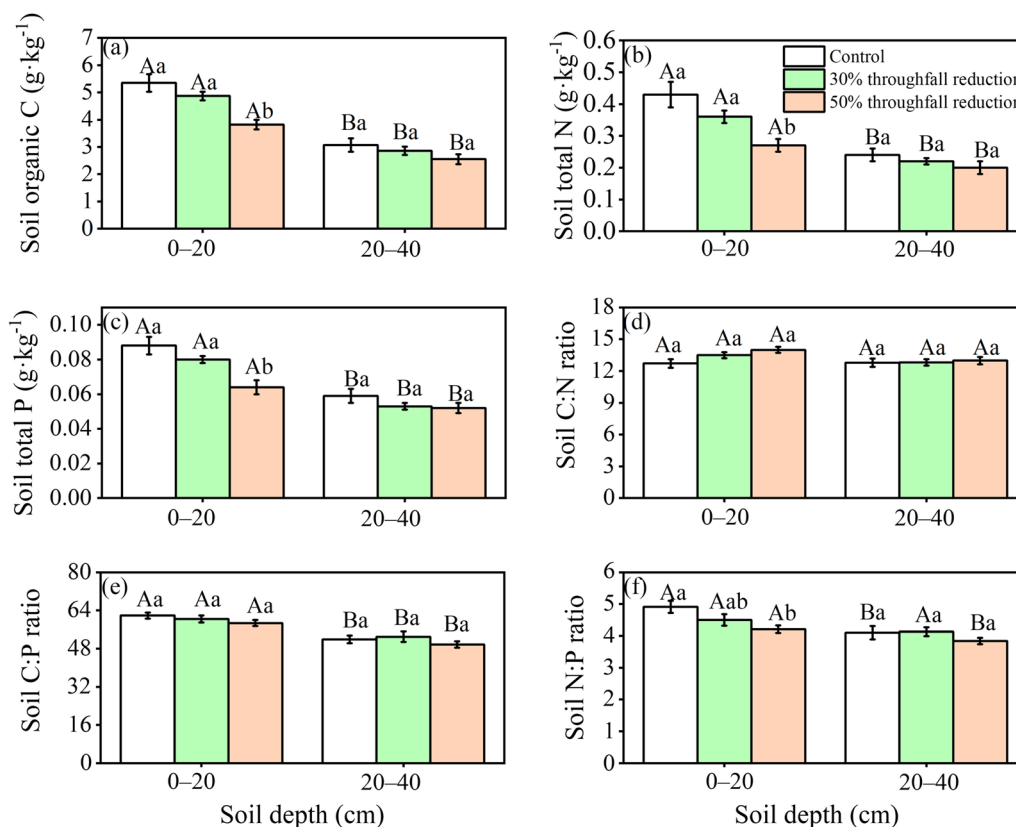 (a)
Soil organic C (g·kg⁻¹)
7
6
5
4
3
2
1
0
Aa
Aa
Ab
Ba
Ba
Ba
0–20
20–40
(b)
Soil total N (g·kg⁻¹)
0.6
0.5
0.4
0.3
0.2
0.1
0.0
Control
30% throughfall reduction
50% throughfall reduction
Aa
Aa
Ab
Ba
Ba
Ba
0–20
20–40
(c)
Soil total P (g·kg⁻¹)
0.10
0.08
0.06
0.04
0.02
0.00
Aa
Aa
Ab
Ba
Ba
Ba
0–20
20–40
(d)
Soil C:N ratio
18
15
12
9
6
3
0
Aa
Aa
Aa
Aa
Aa
Aa
0–20
20–40
(e)
Soil C:P ratio
80
64
48
32
16
0
Aa
Aa
Aa
Ba
Ba
Ba
0–20
20–40
Soil depth (cm)
(f)
Soil N:P ratio
6
5
4
3
2
1
0
Aa
Aab
Ab
Ba
Aa
Ba
0–20
20–40
Soil depth (cm)